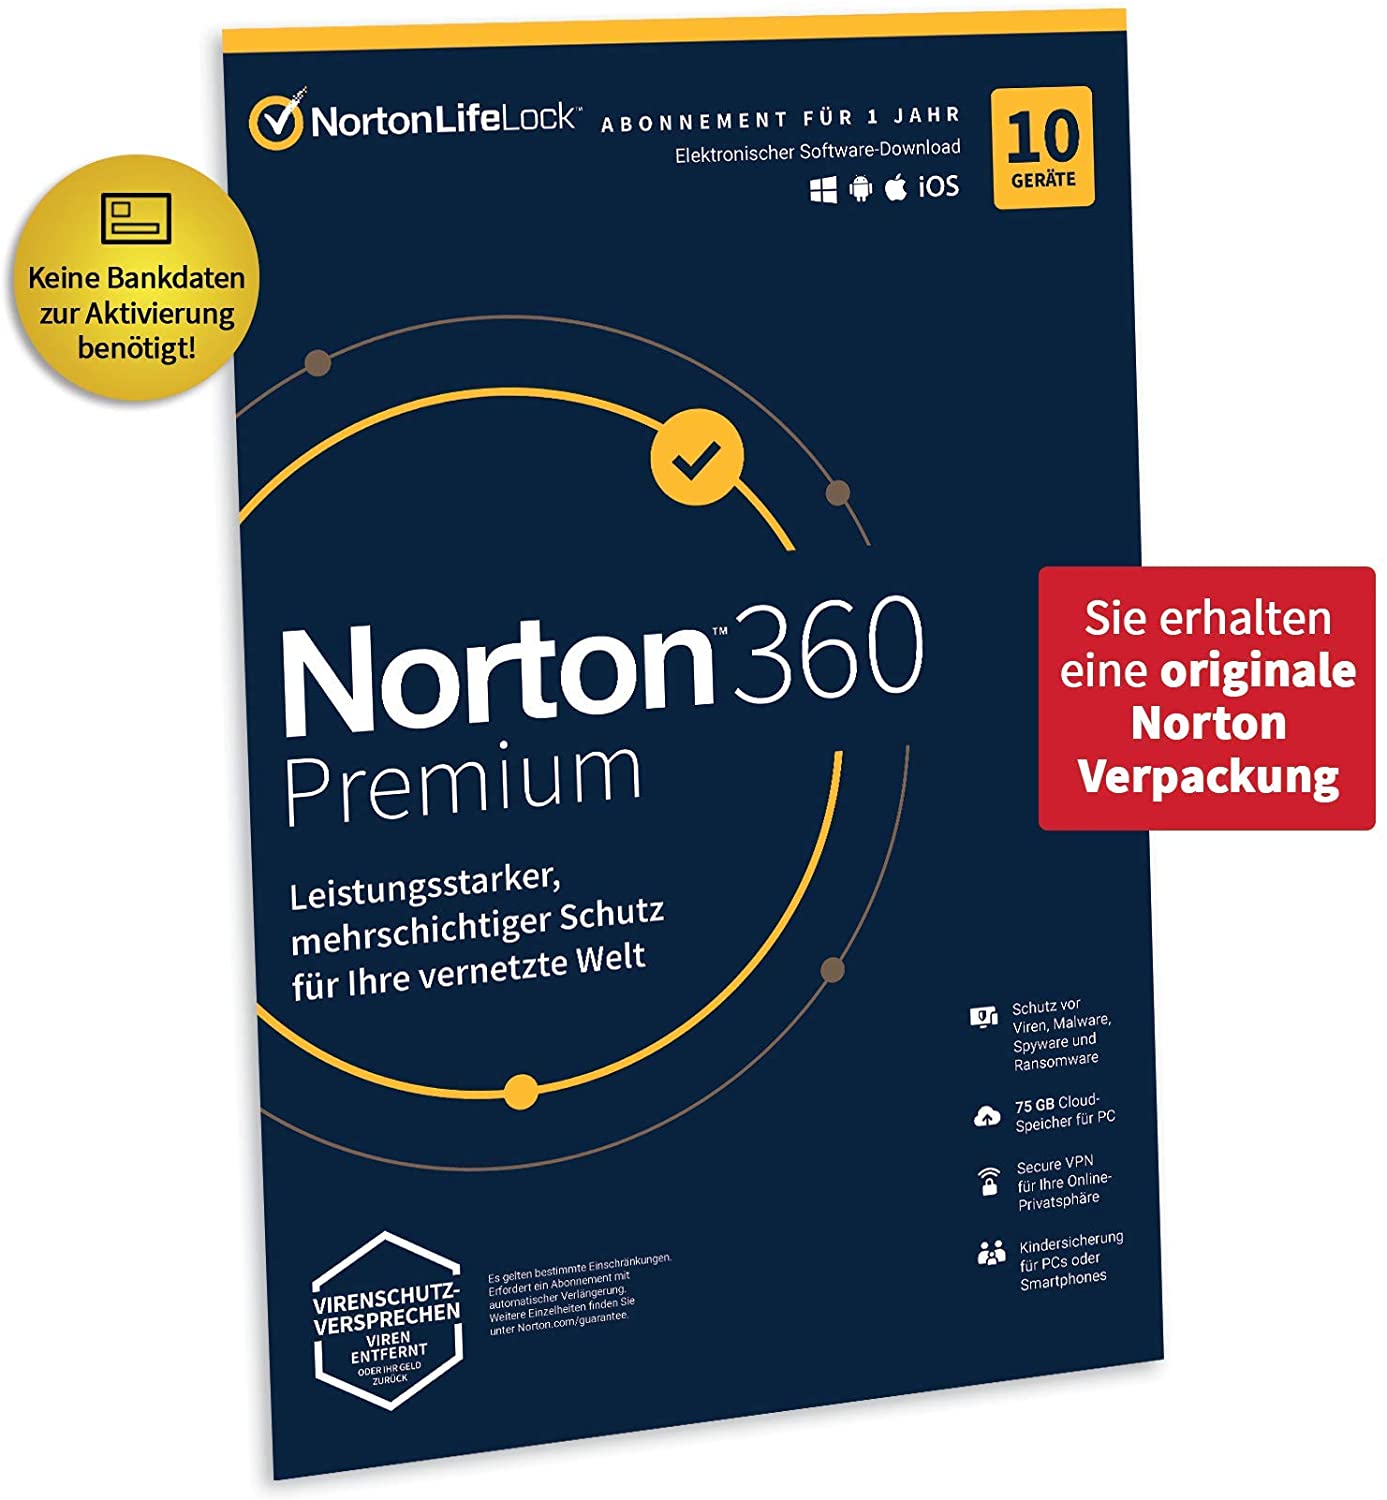 NortonLifeLock™
ABONNEMENT FÜR 1 JAHR
Elektronischer Software-Download
iOS
10
GERÄTE
Keine Bankdaten
zur Aktivierung
benötigt!
Norton™ 360
Premium
Sie erhalten
eine originale
Norton
Verpackung
Leistungsstarker,
mehrschichtiger Schutz
für Ihre vernetzte Welt
Schutz vor
Viren, Malware,
Spyware und
Ransomware
75 GB Cloud-
Speicher für PC
Secure VPN
für Ihre Online-
Privatsphäre
Kindersicherung
für PCs oder
Smartphones
VIRENSCHUTZ-
VERSPRECHEN
VIREN
ENTFERNT
ODER IHR GELD
ZURÜCK
Es gelten bestimmte Einschränkungen.
Erfordert ein Abonnement mit
automatischer Verlängerung.
Weitere Einzelheiten finden Sie
unter Norton.com/guarantee.